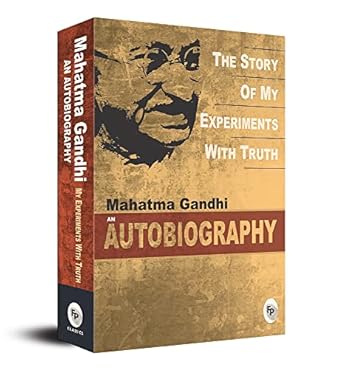 The Story
Of My
Experiments
With Truth
Mahatma Gandhi
AN
AUTOBIOGRAPHY
FP
Mahatma Gandhi
AN AUTOBIOGRAPHY
My Experiments With Truth
FP
CLASSICS